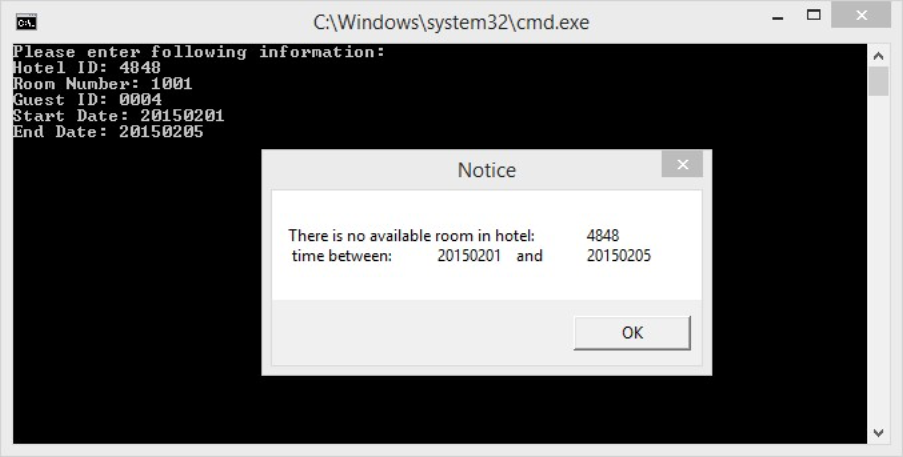 C:\Windows\system32\cmd.exe
Please enter following information:
Hotel ID: 4848
Room Number: 1001
Guest ID: 0004
Start Date: 20150201
End Date: 20150205
Notice
There is no available room in hotel: 4848
time between: 20150201 and 20150205
OK